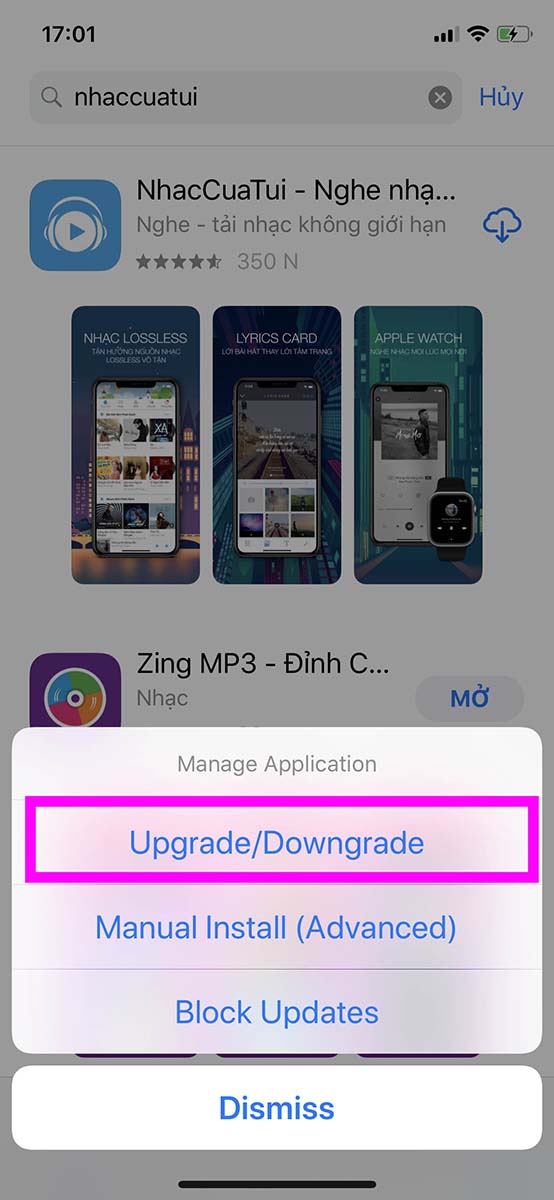 17:01
nhaccuatui
Hủy
NhacCuaTui - Nghe nhạ...
Nghe - tải nhạc không giới hạn
350 N
NHẠC LOSSLESS
TẬN HƯỞNG NGUỒN NHẠC
LOSSLESS VÔ TẬN
LYRICS CARD
LỜI BÀI HÁT THAY LỜI TÂM TRẠNG
APPLE WATCH
NGHE NHẠC MỌI LÚC MỌI NƠI
Zing MP3 - Đỉnh C...
Nhạc
MỞ
Manage Application
Upgrade/Downgrade
Manual Install (Advanced)
Block Updates
Dismiss